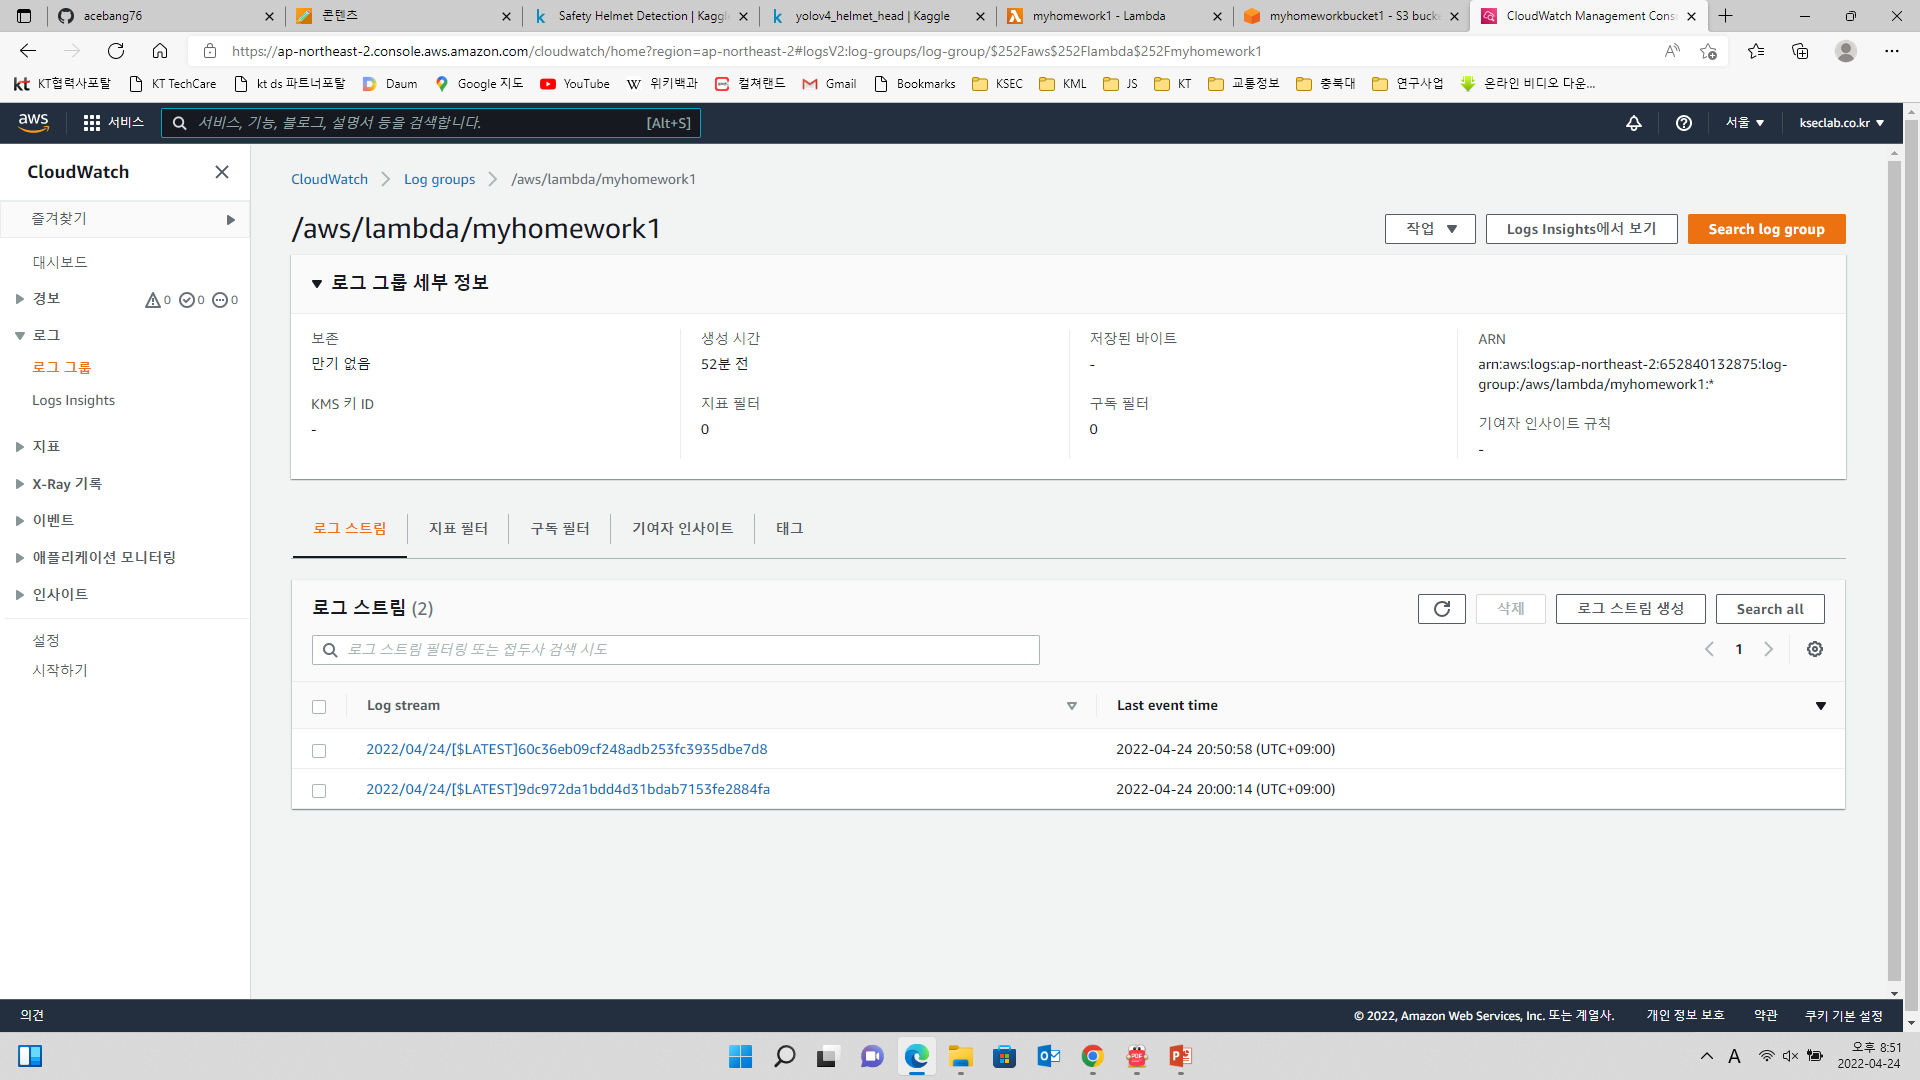 acebang76
콘텐츠
Safety Helmet Detection | Kaggle
yolov4_helmet_head | Kaggle
myhomework1 - Lambda
myhomeworkbucket1 - S3 buck
CloudWatch Management Cons
https://ap-northeast-2.console.aws.amazon.com/cloudwatch/home?region=ap-northeast-2#logsV2:log-groups/log-group/$252Faws$252Flambda$252Fmyhomework1
kt KT협력사포탈
KT TechCare
kt ds 파트너포탈
Daum
Google 지도
YouTube
위키백과
컬쳐랜드
Gmail
Bookmarks
KSEC
KML
JS
KT
교통정보
충북대
연구사업
온라인 비디오 다운...
aws
서비스
서비스, 기능, 블로그, 설명서 등을 검색합니다.
[Alt+S]
서울
kseclab.co.kr
CloudWatch
즐겨찾기
대시보드
경보
0
0
0
로그
로그 그룹
Logs Insights
지표
X-Ray 기록
이벤트
애플리케이션 모니터링
인사이트
설정
시작하기
CloudWatch
Log groups
/aws/lambda/myhomework1
/aws/lambda/myhomework1
작업
Logs Insights에서 보기
Search log group
로그 그룹 세부 정보
보존
만기 없음
KMS 키 ID
-
생성 시간
52분 전
지표 필터
0
저장된 바이트
-
구독 필터
0
ARN
arn:aws:logs:ap-northeast-2:652840132875:log-
group:/aws/lambda/myhomework1:*
기여자 인사이트 규칙
-
로그 스트림
지표 필터
구독 필터
기여자 인사이트
태그
로그 스트림 (2)
삭제
로그 스트림 생성
Search all
로그 스트림 필터링 또는 접두사 검색 시도
1
Log stream
Last event time
2022/04/24/[$LATEST]60c36eb09cf248adb253fc3935dbe7d8
2022-04-24 20:50:58 (UTC+09:00)
2022/04/24/[$LATEST]9dc972da1bdd4d31bdab7153fe2884fa
2022-04-24 20:00:14 (UTC+09:00)
의견
© 2022, Amazon Web Services, Inc. 또는 계열사.
개인 정보 보호
약관
쿠키 기본 설정
A
오후 8:51
2022-04-24